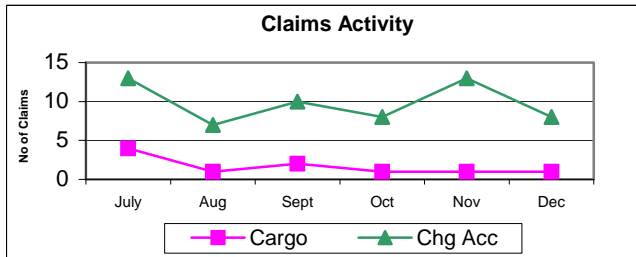 Claims Activity
No of Claims
15
10
5
0
July Aug Sept Oct Nov Dec
Cargo Chg Acc